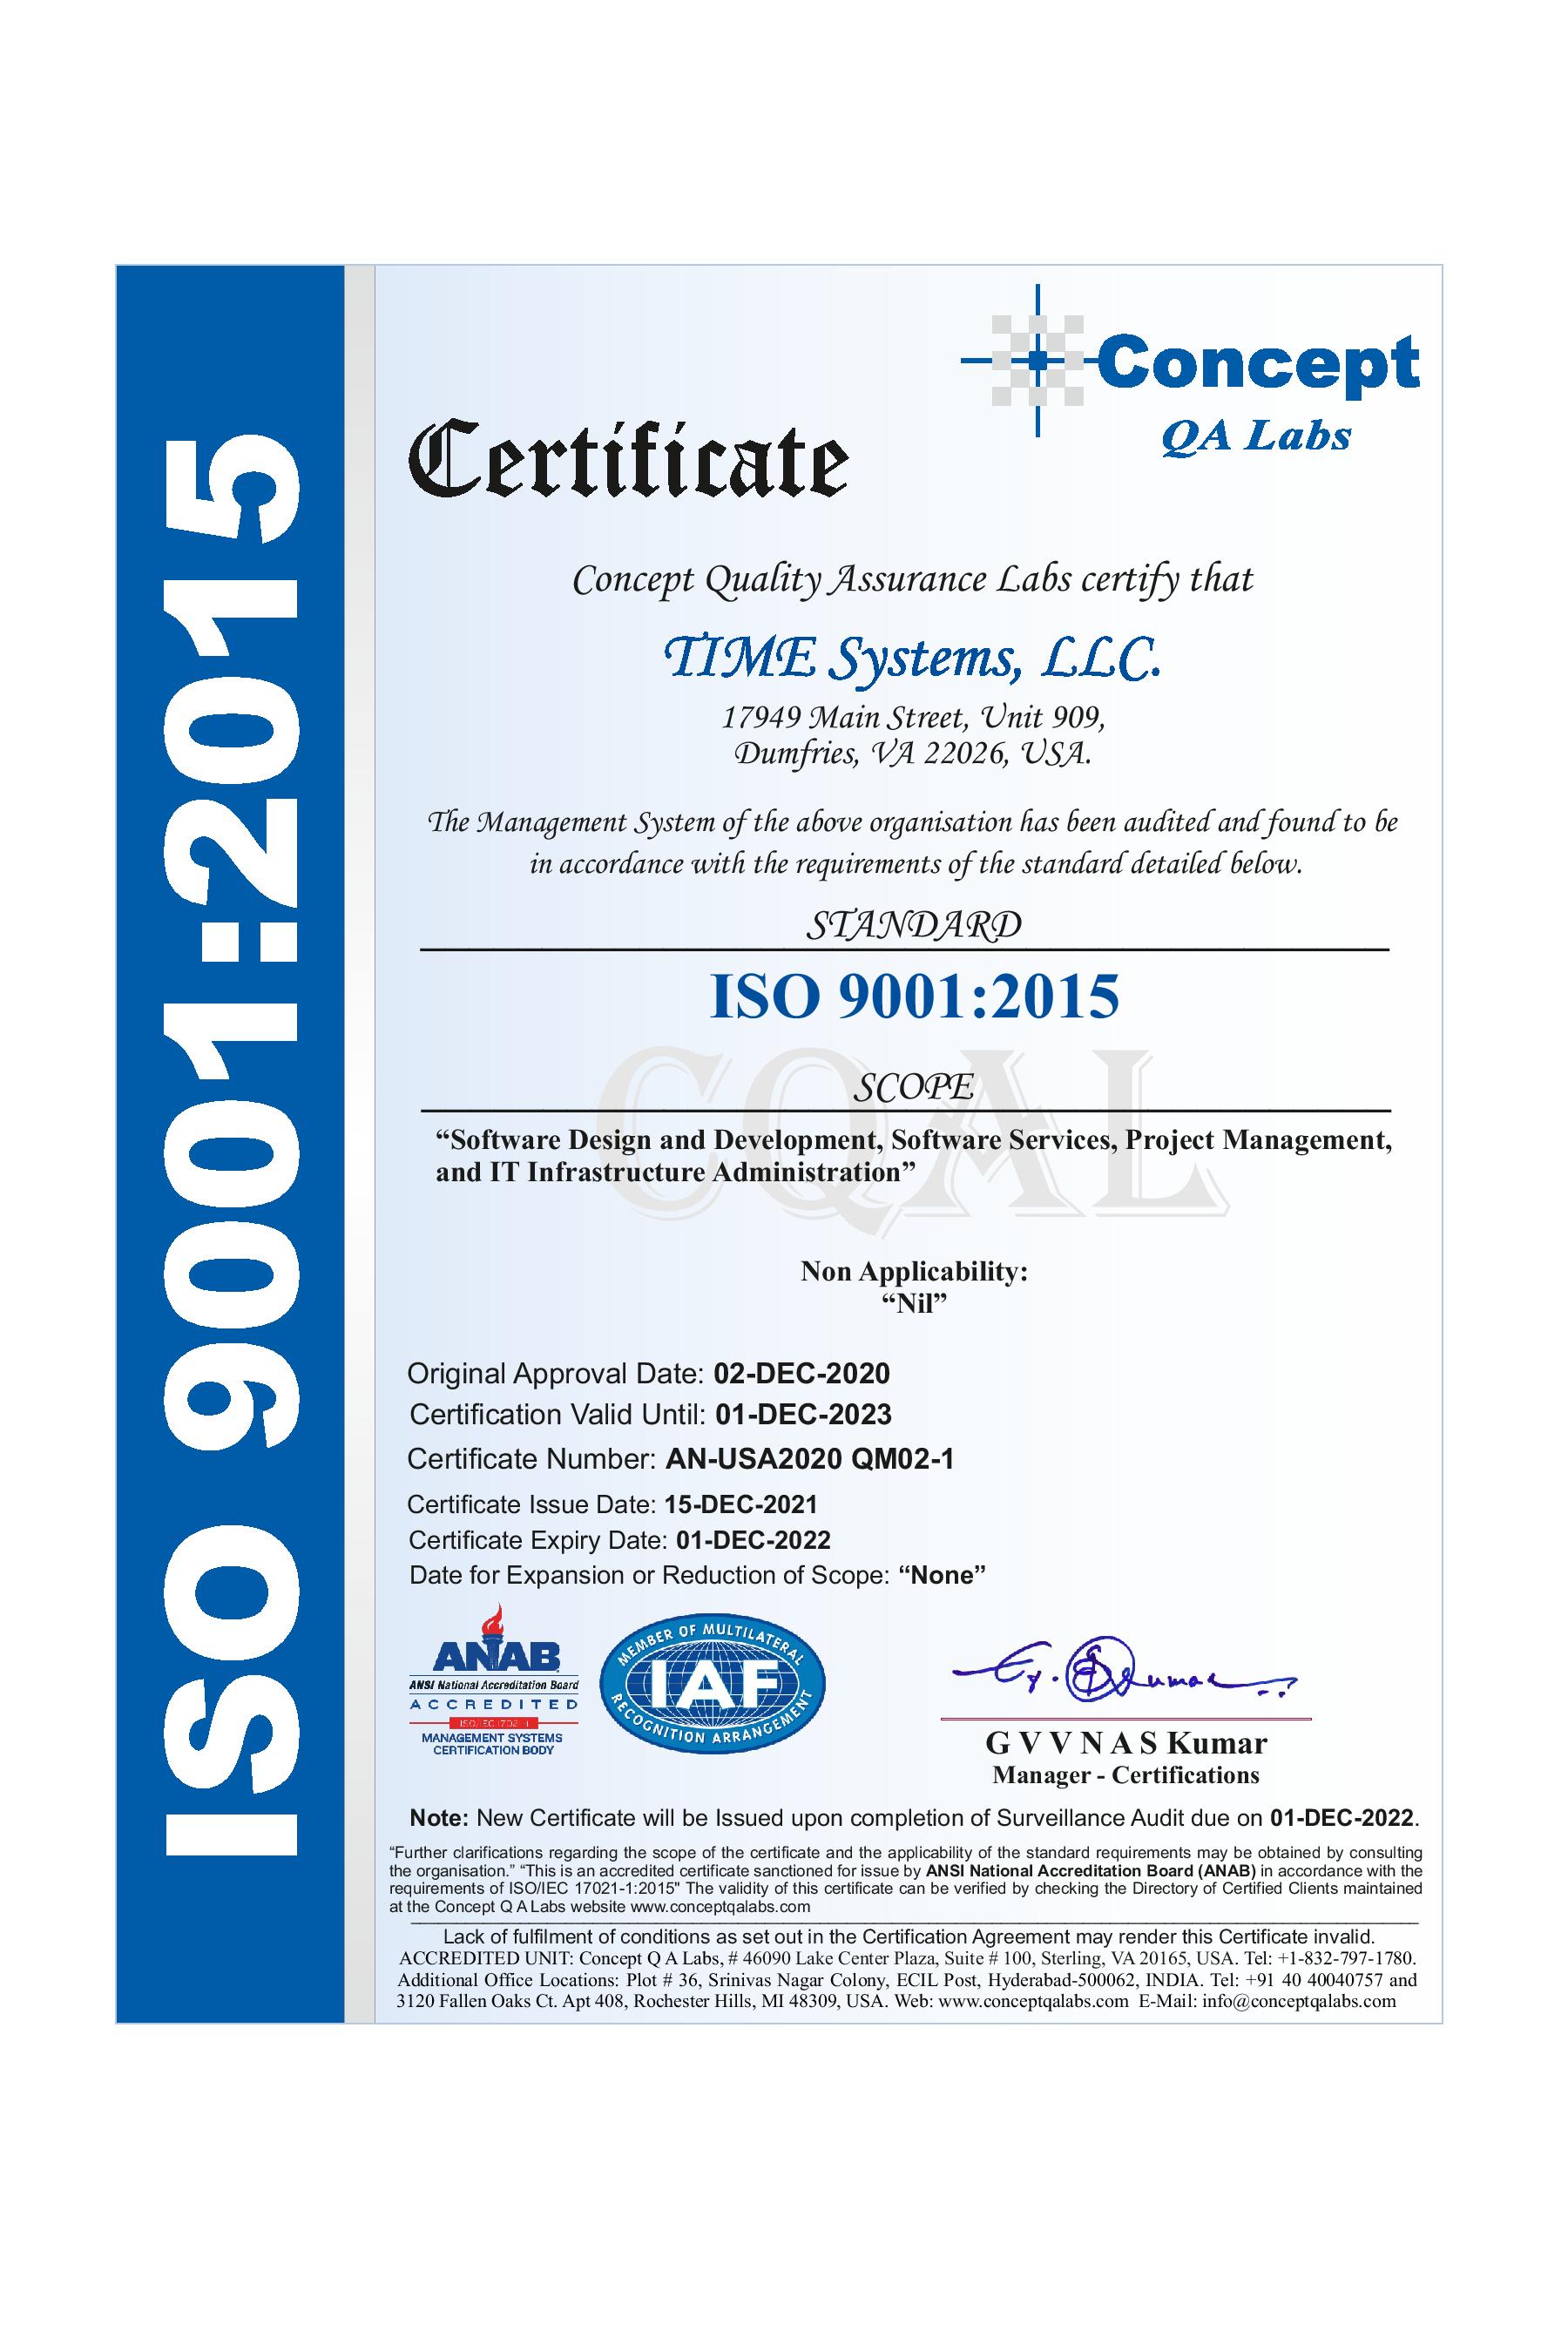 ISO 9001:2015
Concept
QA Labs
Certificate
Concept Quality Assurance Labs certify that
TIME Systems, LLC.
17949 Main Street, Unit 909,
Dumfries, VA 22026, USA.
The Management System of the above organisation has been audited and found to be
in accordance with the requirements of the standard detailed below.
STANDARD
ISO 9001:2015
CQAL
SCOPE
“Software Design and Development, Software Services, Project Management,
and IT Infrastructure Administration”
Non Applicability:
“Nil”
Original Approval Date: 02-DEC-2020
Certification Valid Until: 01-DEC-2023
Certificate Number: AN-USA2020 QM02-1
Certificate Issue Date: 15-DEC-2021
Certificate Expiry Date: 01-DEC-2022
Date for Expansion or Reduction of Scope: “None”
ANAB
ANSI National Accreditation Board
ACCREDITED
ISO/IEC 17021-1
MANAGEMENT SYSTEMS
CERTIFICATION BODY
MEMBER OF MULTILATERAL
IAF
RECOGNITION ARRANGEMENT
G V V N A S Kumar
Manager - Certifications
Note: New Certificate will be Issued upon completion of Surveillance Audit due on 01-DEC-2022.
“Further clarifications regarding the scope of the certificate and the applicability of the standard requirements may be obtained by consulting
the organisation.” “This is an accredited certificate sanctioned for issue by ANSI National Accreditation Board (ANAB) in accordance with the
requirements of ISO/IEC 17021-1:2015" The validity of this certificate can be verified by checking the Directory of Certified Clients maintained
at the Concept Q A Labs website www.conceptqalabs.com
Lack of fulfilment of conditions as set out in the Certification Agreement may render this Certificate invalid.
ACCREDITED UNIT: Concept Q A Labs, # 46090 Lake Center Plaza, Suite # 100, Sterling, VA 20165, USA. Tel: +1-832-797-1780.
Additional Office Locations: Plot # 36, Srinivas Nagar Colony, ECIL Post, Hyderabad-500062, INDIA. Tel: +91 40 40040757 and
3120 Fallen Oaks Ct. Apt 408, Rochester Hills, MI 48309, USA. Web: www.conceptqalabs.com E-Mail: info@conceptqalabs.com